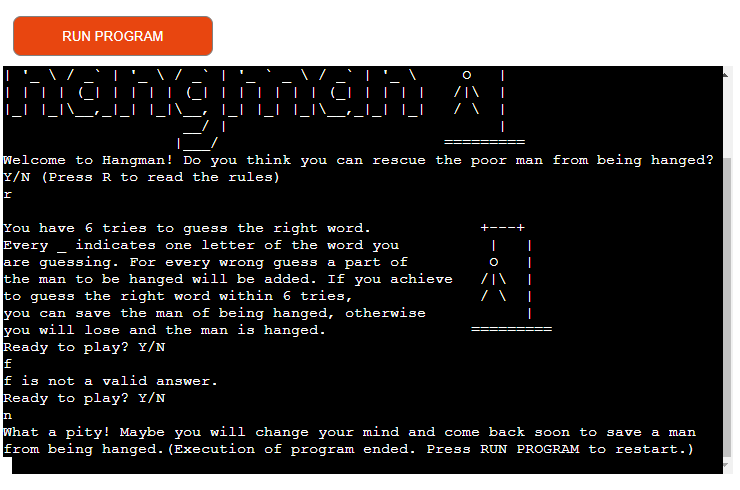 RUN PROGRAM
| '_ \ / _` | '_ \ / _` | '_ ` _ \ / _` | '_ \     O   |
| | | | (_| | | | | (_| | | | | | | (_| | | | |   /|\  |
|_| |_|\__,_|_| |_|\__, |_| |_| |_|\__,_|_| |_|   / \  |
                    __/ |                              |
                   |___/                         =========
Welcome to Hangman! Do you think you can rescue the poor man from being hanged?
Y/N (Press R to read the rules)
r
You have 6 tries to guess the right word.            +---+
Every _ indicates one letter of the word you          |   |
are guessing. For every wrong guess a part of         O   |
the man to be hanged will be added. If you achieve   /|\  |
to guess the right word within 6 tries,              / \  |
you can save the man of being hanged, otherwise           |
you will lose and the man is hanged.                =========
Ready to play? Y/N
f
f is not a valid answer.
Ready to play? Y/N
n
What a pity! Maybe you will change your mind and come back soon to save a man
from being hanged.(Execution of program ended. Press RUN PROGRAM to restart.)